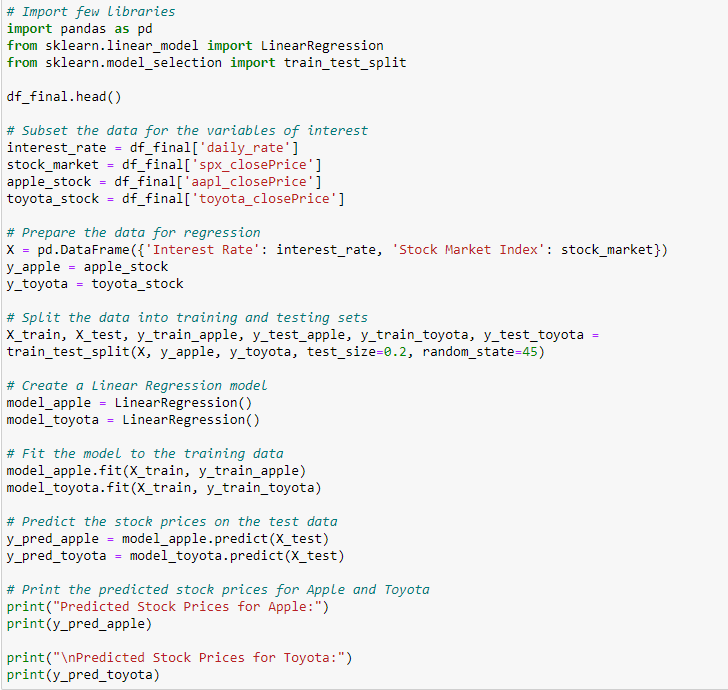 # Import few libraries
import pandas as pd
from sklearn.linear_model import LinearRegression
from sklearn.model_selection import train_test_split

df_final.head()

# Subset the data for the variables of interest
interest_rate = df_final['daily_rate']
stock_market = df_final['spx_closePrice']
apple_stock = df_final['aapl_closePrice']
toyota_stock = df_final['toyota_closePrice']

# Prepare the data for regression
X = pd.DataFrame({'Interest Rate': interest_rate, 'Stock Market Index': stock_market})
y_apple = apple_stock
y_toyota = toyota_stock

# Split the data into training and testing sets
X_train, X_test, y_train_apple, y_test_apple, y_train_toyota, y_test_toyota =
train_test_split(X, y_apple, y_toyota, test_size=0.2, random_state=45)

# Create a Linear Regression model
model_apple = LinearRegression()
model_toyota = LinearRegression()

# Fit the model to the training data
model_apple.fit(X_train, y_train_apple)
model_toyota.fit(X_train, y_train_toyota)

# Predict the stock prices on the test data
y_pred_apple = model_apple.predict(X_test)
y_pred_toyota = model_toyota.predict(X_test)

# Print the predicted stock prices for Apple and Toyota
print("Predicted Stock Prices for Apple:")
print(y_pred_apple)

print("\nPredicted Stock Prices for Toyota:")
print(y_pred_toyota)